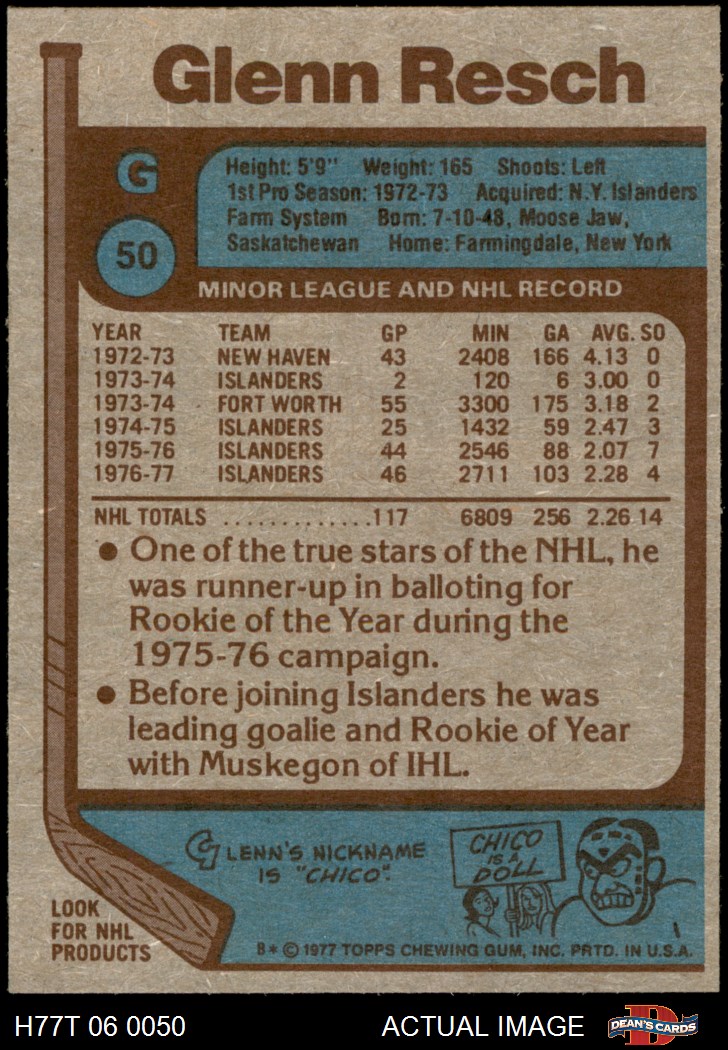 Glenn Resch
G
50
Height: 5'9" Weight: 165 Shoots: Left
1st Pro Season: 1972-73 Acquired: N.Y. Islanders
Farm System Born: 7-10-48, Moose Jaw,
Saskatchewan Home: Farmingdale, New York
MINOR LEAGUE AND NHL RECORD
YEAR TEAM GP MIN GA AVG. SO
1972-73 NEW HAVEN 43 2408 166 4.13 0
1973-74 ISLANDERS 2 120 6 3.00 0
1973-74 FORT WORTH 55 3300 175 3.18 2
1974-75 ISLANDERS 25 1432 59 2.47 3
1975-76 ISLANDERS 44 2546 88 2.07 7
1976-77 ISLANDERS 46 2711 103 2.28 4
NHL TOTALS .............117 6809 256 2.26 14
• One of the true stars of the NHL, he
was runner-up in balloting for
Rookie of the Year during the
1975-76 campaign.
• Before joining Islanders he was
leading goalie and Rookie of Year
with Muskegon of IHL.
GLENN'S NICKNAME
IS "CHICO".
CHICO
IS A
DOLL
LOOK
FOR NHL
PRODUCTS
B* © 1977 TOPPS CHEWING GUM, INC. PRTD. IN U.S.A.
H77T 06 0050 ACTUAL IMAGE DEAN'S CARDS